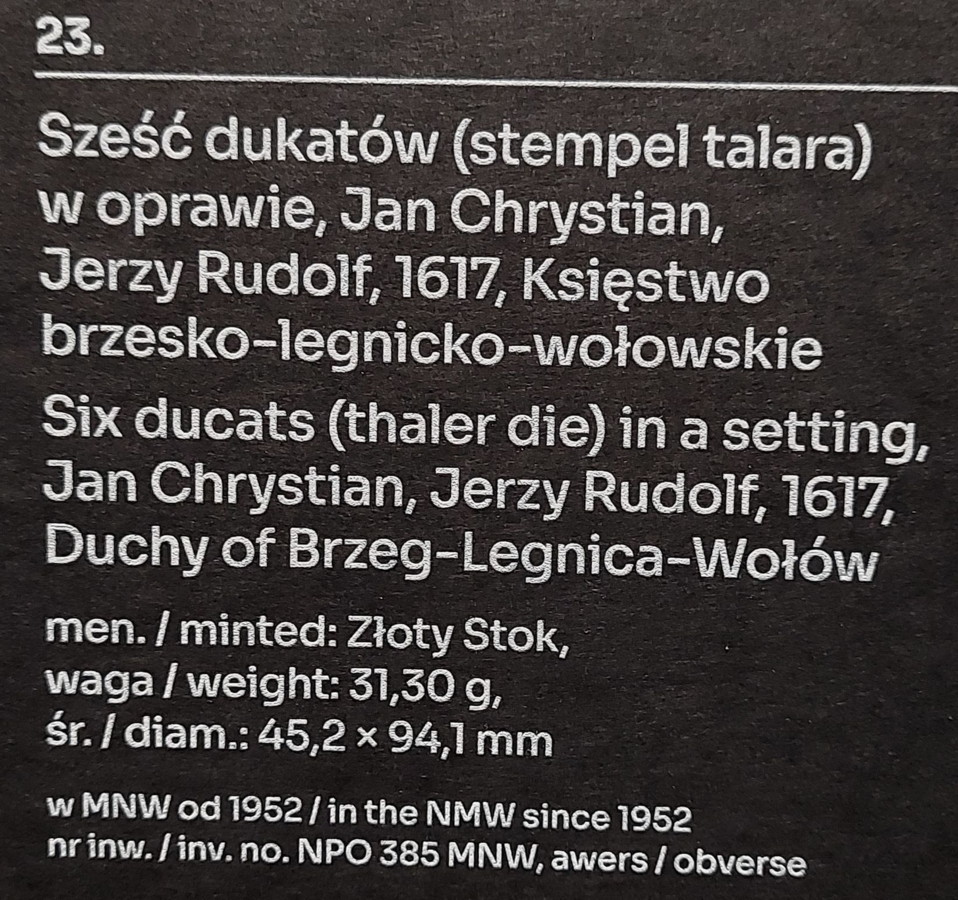 23.
Sześć dukatów (stempel talara)
w oprawie, Jan Chrystian,
Jerzy Rudolf, 1617, Księstwo
brzesko-legnicko-wołowskie
Six ducats (thaler die) in a setting,
Jan Chrystian, Jerzy Rudolf, 1617,
Duchy of Brzeg-Legnica-Wołów
men. / minted: Złoty Stok,
waga / weight: 31,30 g,
śr. / diam.: 45,2 × 94,1 mm
w MNW od 1952 / in the NMW since 1952
nr inw. / inv. no. NPO 385 MNW, awers / obverse